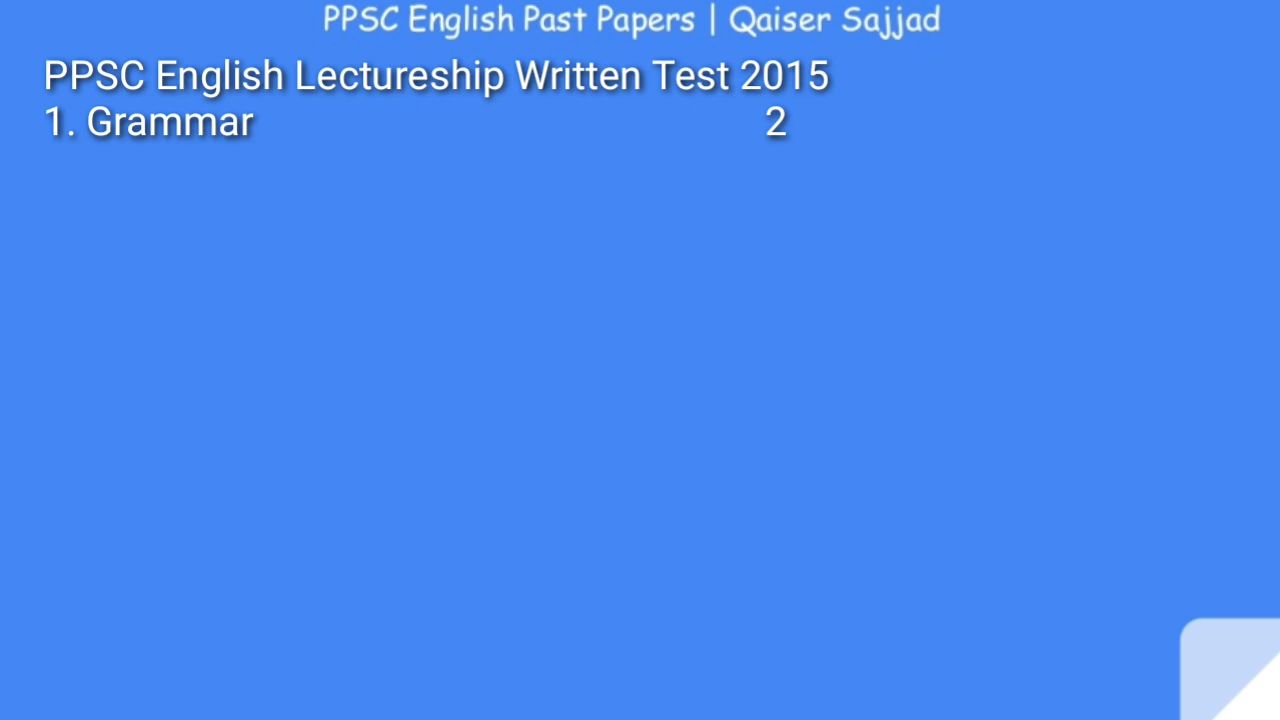 PPSC English Past Papers | Qaiser Sajjad
PPSC English Lectureship Written Test 2015
1. Grammar 2